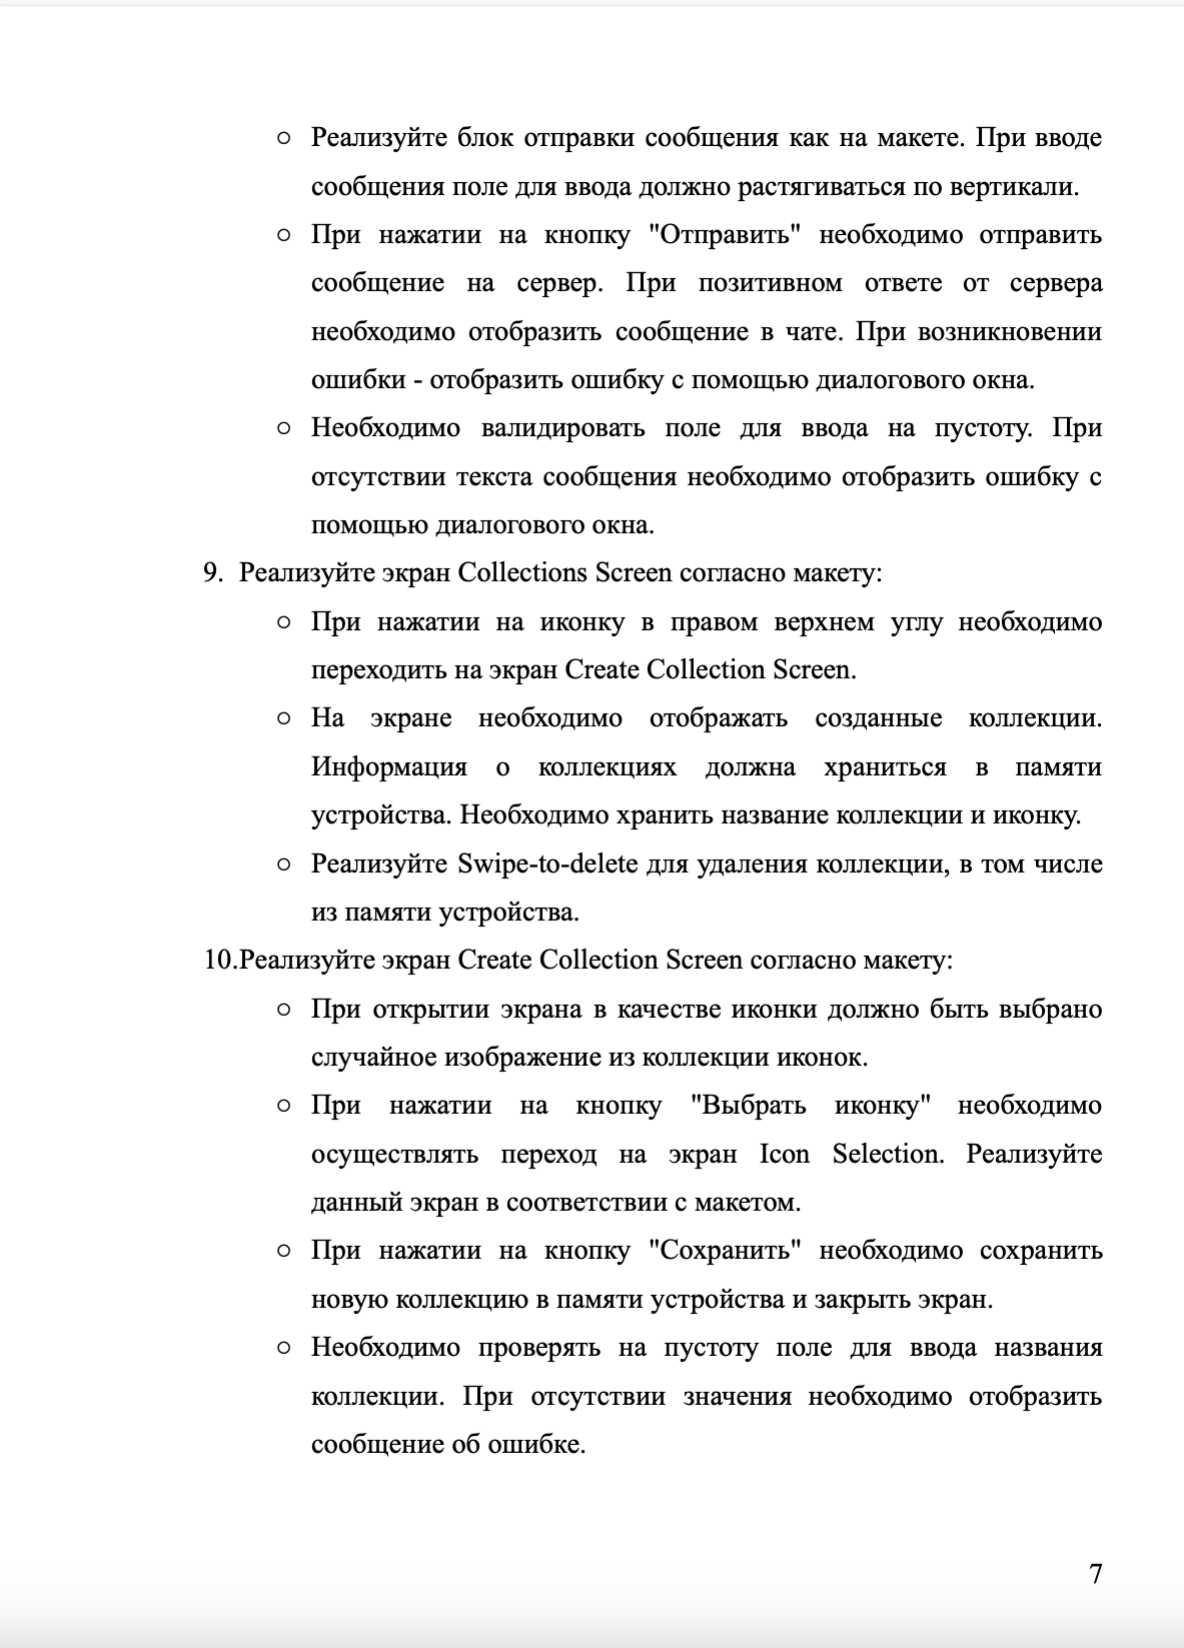 ○ Реализуйте блок отправки сообщения как на макете. При вводе
сообщения поле для ввода должно растягиваться по вертикали.
○ При нажатии на кнопку "Отправить" необходимо отправить
сообщение на сервер. При позитивном ответе от сервера
необходимо отобразить сообщение в чате. При возникновении
ошибки - отобразить ошибку с помощью диалогового окна.
○ Необходимо валидировать поле для ввода на пустоту. При
отсутствии текста сообщения необходимо отобразить ошибку с
помощью диалогового окна.
9. Реализуйте экран Collections Screen согласно макету:
○ При нажатии на иконку в правом верхнем углу необходимо
переходить на экран Create Collection Screen.
○ На экране необходимо отображать созданные коллекции.
Информация о коллекциях должна храниться в памяти
устройства. Необходимо хранить название коллекции и иконку.
○ Реализуйте Swipe-to-delete для удаления коллекции, в том числе
из памяти устройства.
10.Реализуйте экран Create Collection Screen согласно макету:
○ При открытии экрана в качестве иконки должно быть выбрано
случайное изображение из коллекции иконок.
○ При нажатии на кнопку "Выбрать иконку" необходимо
осуществлять переход на экран Icon Selection. Реализуйте
данный экран в соответствии с макетом.
○ При нажатии на кнопку "Сохранить" необходимо сохранить
новую коллекцию в памяти устройства и закрыть экран.
○ Необходимо проверять на пустоту поле для ввода названия
коллекции. При отсутствии значения необходимо отобразить
сообщение об ошибке.
7